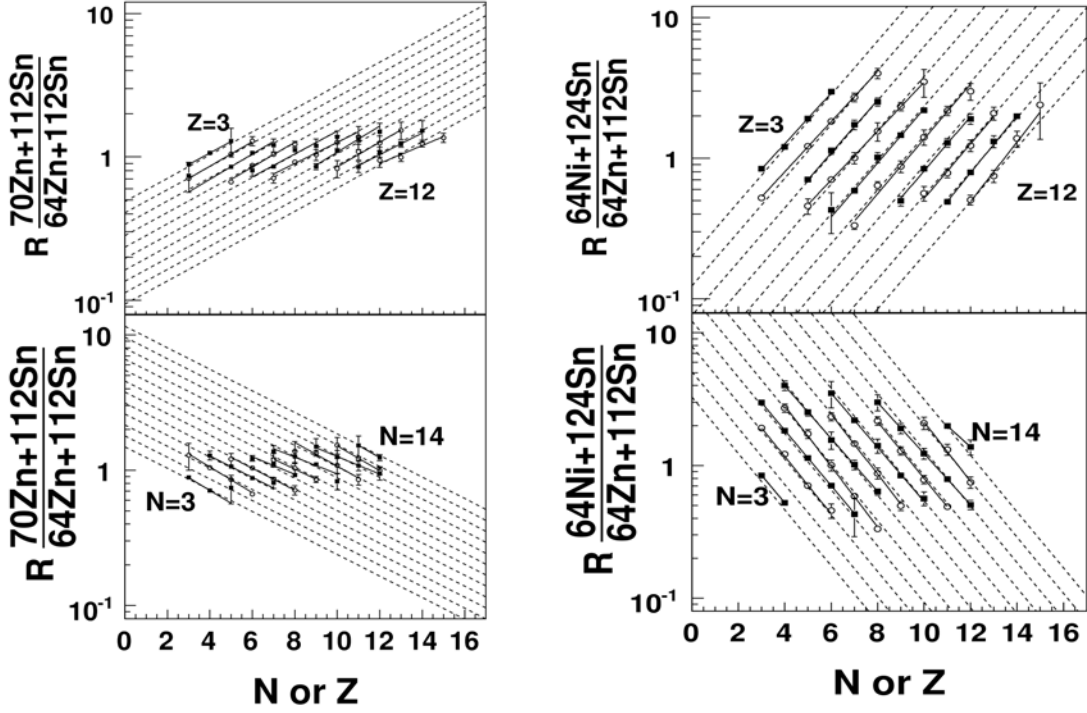 R 70Zn+112Sn
64Zn+112Sn
10
1
10-1
Z=3
Z=12
R 64Ni+124Sn
64Zn+112Sn
10
1
10-1
Z=3
Z=12
R 70Zn+112Sn
64Zn+112Sn
10
1
10-1
N=14
N=3
0 2 4 6 8 10 12 14 16
N or Z
R 64Ni+124Sn
64Zn+112Sn
10
1
10-1
N=14
N=3
0 2 4 6 8 10 12 14 16
N or Z